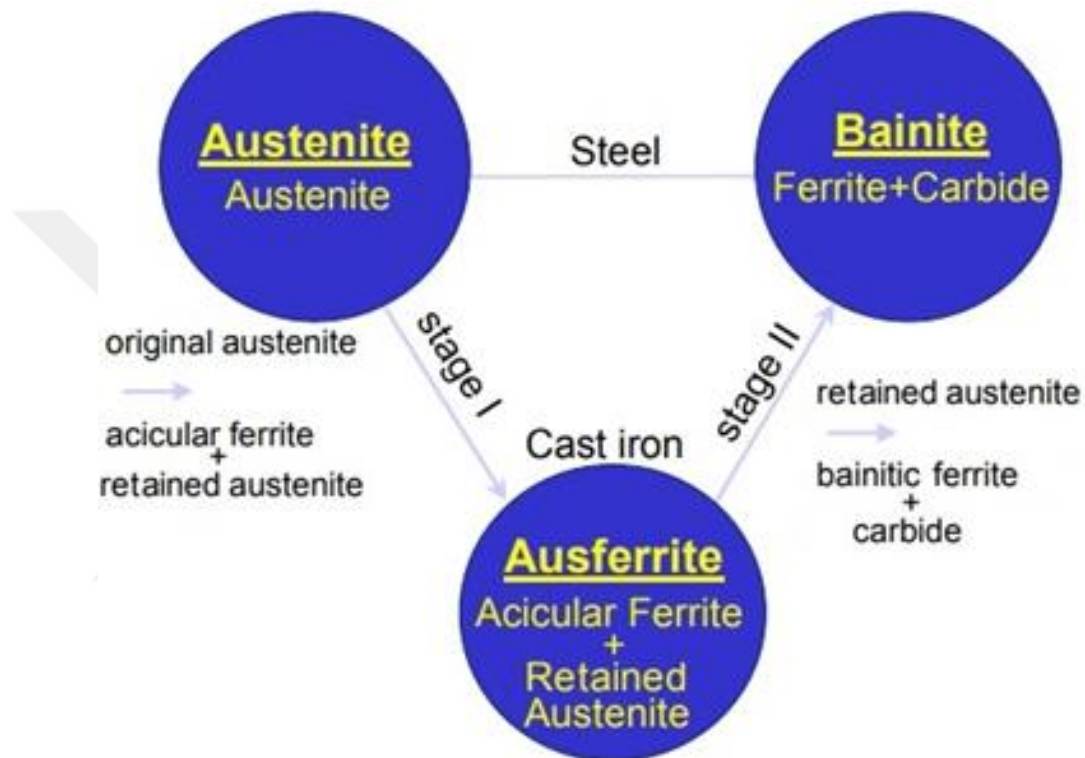 Austenite
Austenite
Steel
Bainite
Ferrite+Carbide
original austenite
acicular ferrite
+
retained austenite
stage I
Cast iron
stage II
retained austenite
bainitic ferrite
+
carbide
Ausferrite
Acicular Ferrite
+
Retained
Austenite